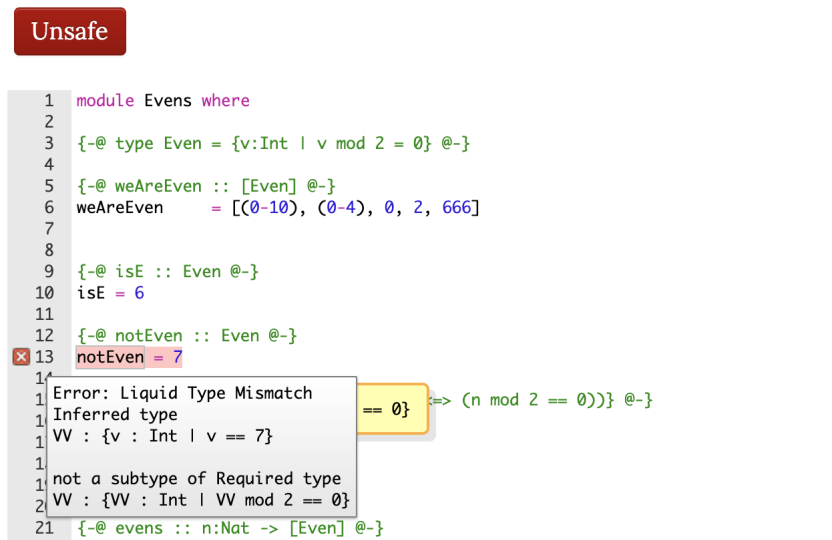 Unsafe
1 module Evens where
2
3 {-@ type Even = {v:Int | v mod 2 = 0} @-}
4
5 {-@ weAreEven :: [Even] @-}
6 weAreEven     = [(0-10), (0-4), 0, 2, 666]
7
8
9 {-@ isE :: Even @-}
10 isE = 6
11
12 {-@ notEven :: Even @-}
13 notEven = 7
Error: Liquid Type Mismatch
Inferred type
VV : {v : Int | v == 7}
not a subtype of Required type
VV : {VV : Int | VV mod 2 == 0}
== 0}
<=> (n mod 2 == 0))} @-}
21 {-@ evens :: n:Nat -> [Even] @-}